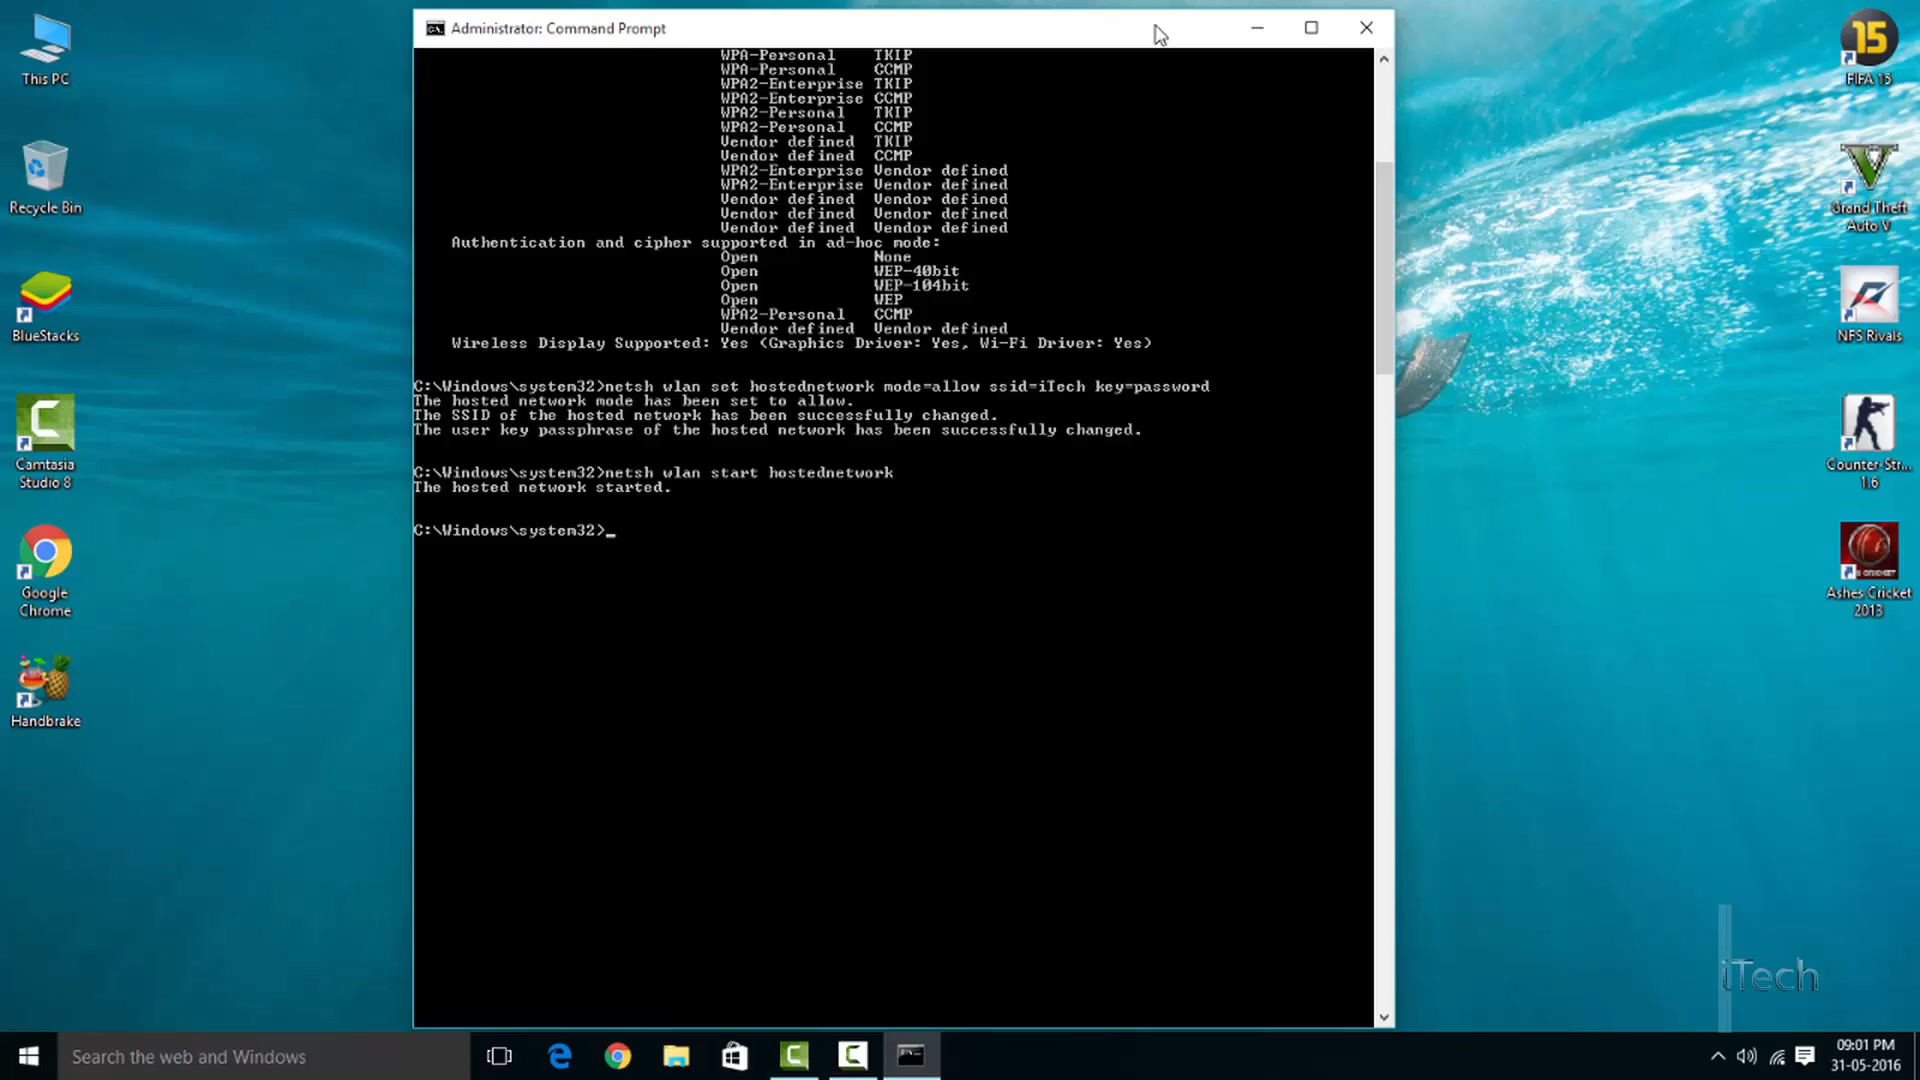 Administrator: Command Prompt
WPA-Personal TKIP
WPA-Personal CCMP
WPA2-Enterprise TKIP
WPA2-Enterprise CCMP
WPA2-Personal TKIP
WPA2-Personal CCMP
Vendor defined TKIP
Vendor defined CCMP
WPA2-Enterprise Vendor defined
WPA2-Enterprise Vendor defined
Vendor defined Vendor defined
Vendor defined Vendor defined
Vendor defined Vendor defined
Authentication and cipher supported in ad-hoc mode:
Open None
Open WEP-40bit
Open WEP-104bit
Open WEP
WPA2-Personal CCMP
Vendor defined Vendor defined
Wireless Display Supported: Yes (Graphics Driver: Yes, Wi-Fi Driver: Yes)
C:\Windows\system32>netsh wlan set hostednetwork mode=allow ssid=iTech key=password
The hosted network mode has been set to allow.
The SSID of the hosted network has been successfully changed.
The user key passphrase of the hosted network has been successfully changed.
C:\Windows\system32>netsh wlan start hostednetwork
The hosted network started.
C:\Windows\system32>_
This PC
Recycle Bin
BlueStacks
Camtasia
Studio 8
Google
Chrome
Handbrake
15
FIFA 15
Grand Theft
Auto V
NFS Rivals
Counter-Str...
1.6
Ashes Cricket
2013
iTech
Search the web and Windows
09:01 PM
31-05-2016